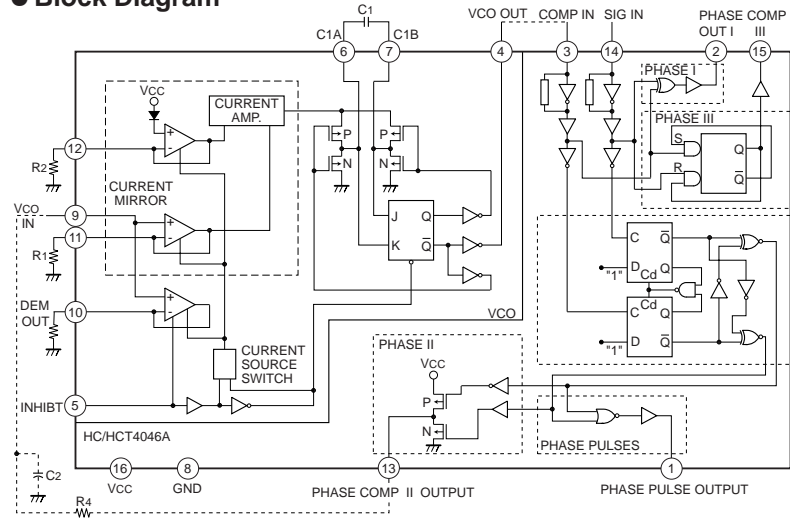 ● Block Diagram
C1
VCO OUT COMP IN SIG IN PHASE COMP
OUT I III
C1A C1B
6 7 4 3 14 2 15
PHASE I
VCC
CURRENT
AMP.
+
-
P P
N N
PHASE III
S Q
R Q
12
R2
CURRENT
MIRROR
VCO
IN
9
11
R1
+
-
J Q
K Q
C Q
"1" D Q
Cd
Cd
C Q
"1" D Q
DEM
OUT
10
+
-
VCO
CURRENT
SOURCE
SWITCH
PHASE II
VCC
P
N
INHIBT 5
HC/HCT4046A
PHASE PULSES
C2
16 8 13 1
VCC GND
PHASE COMP II OUTPUT
PHASE PULSE OUTPUT
R4